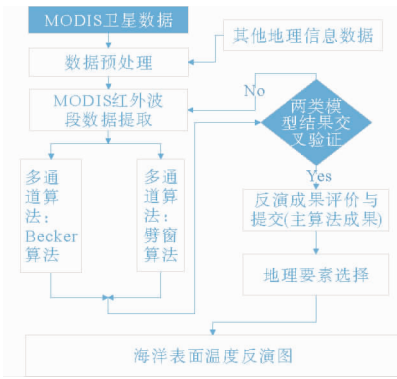 MODIS卫星数据
其他地理信息数据
数据预处理
MODIS红外波
段数据提取
No
两类模
型结果交
叉验证
多通
道算
法：
Becker
算法
多通
道算
法：
劈窗
算法
Yes
反演成果评价与
提交(主算法成果)
地理要素选择
海洋表面温度反演图